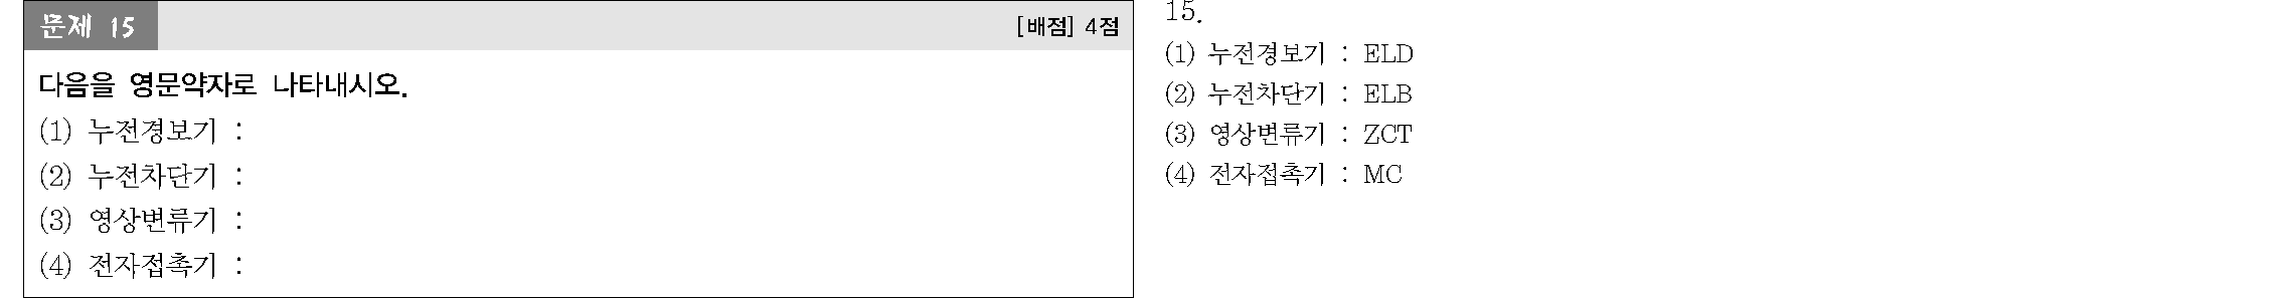 문제 15
[배점] 4점
다음을 영문약자로 나타내시오.
(1) 누전경보기 :
(2) 누전차단기 :
(3) 영상변류기 :
(4) 전자접촉기 :
15.
(1) 누전경보기 : ELD
(2) 누전차단기 : ELB
(3) 영상변류기 : ZCT
(4) 전자접촉기 : MC